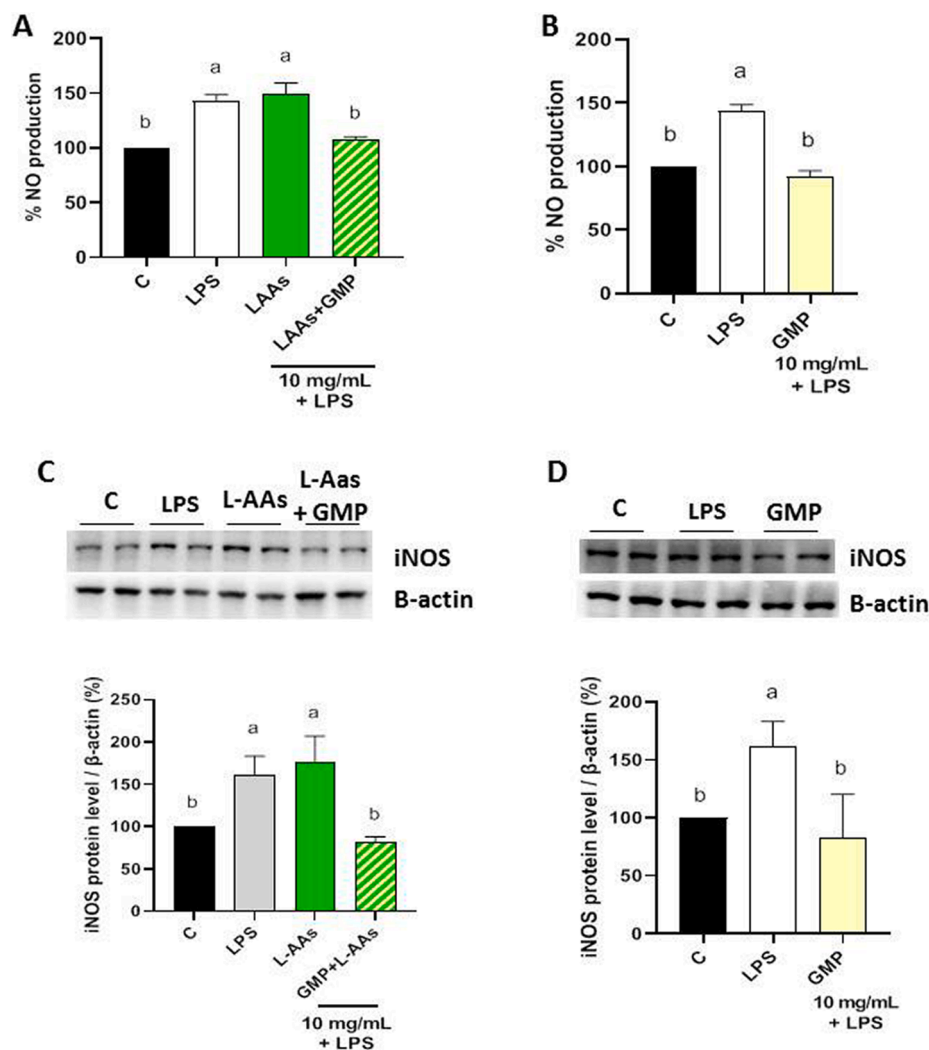 A
% NO production
200
150
100
50
0
b
a
a
b
C
LPS
LAAs
LAAs+GMP
10 mg/mL
+ LPS
B
% NO production
200
150
100
50
0
b
a
b
C
LPS
GMP
10 mg/mL
+ LPS
C
C
LPS
L-AAs
L-Aas
+ GMP
iNOS
B-actin
iNOS protein level / β-actin (%)
250
200
150
100
50
0
b
a
a
b
C
LPS
L-AAs
GMP+L-AAs
10 mg/mL
+ LPS
D
C
LPS
GMP
iNOS
B-actin
iNOS protein level / β-actin (%)
200
150
100
50
0
b
a
b
C
LPS
GMP
10 mg/mL
+ LPS